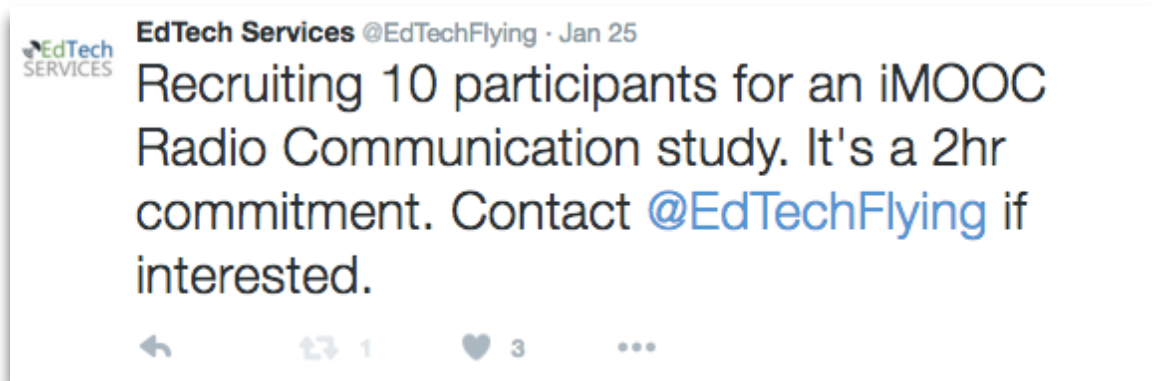 EdTech Services @EdTechFlying · Jan 25
EdTech
SERVICES
Recruiting 10 participants for an iMOOC
Radio Communication study. It's a 2hr
commitment. Contact @EdTechFlying if
interested.
1 3